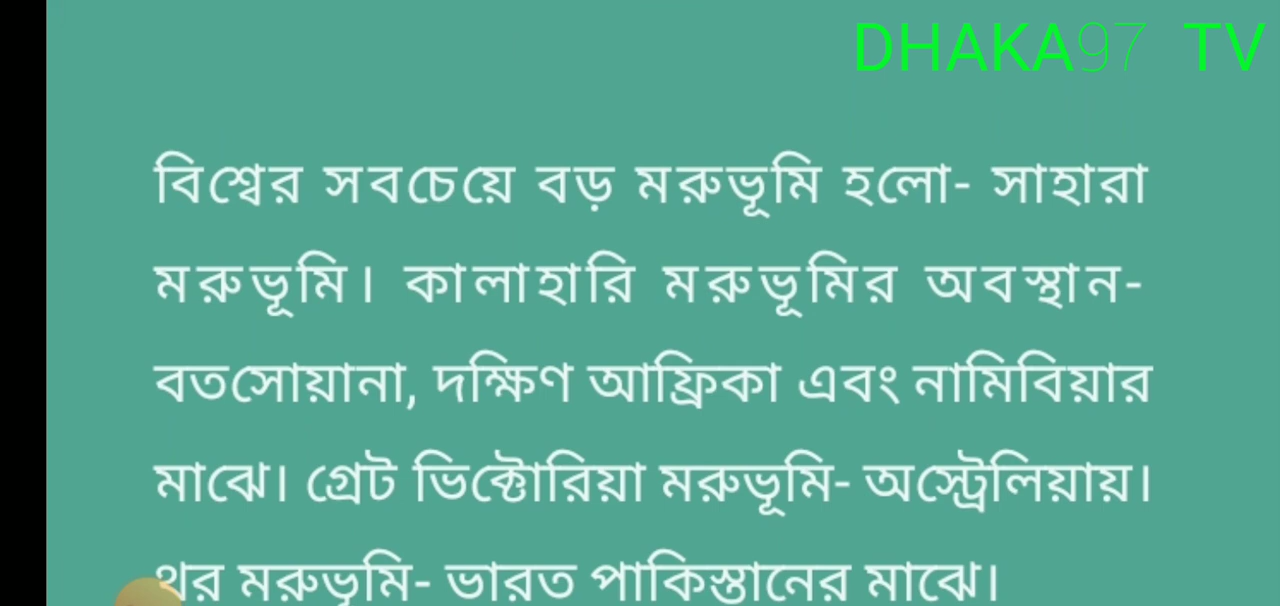 DHAKA97 TV
বিশ্বের সবচেয়ে বড় মরুভূমি হলো- সাহারা
মরুভূমি। কালাহারি মরুভূমির অবস্থান-
বতসোয়ানা, দক্ষিণ আফ্রিকা এবং নামিবিয়ার
মাঝে। গ্রেট ভিক্টোরিয়া মরুভূমি- অস্ট্রেলিয়ায়।
থর মরুভূমি- ভারত পাকিস্তানের মাঝে।